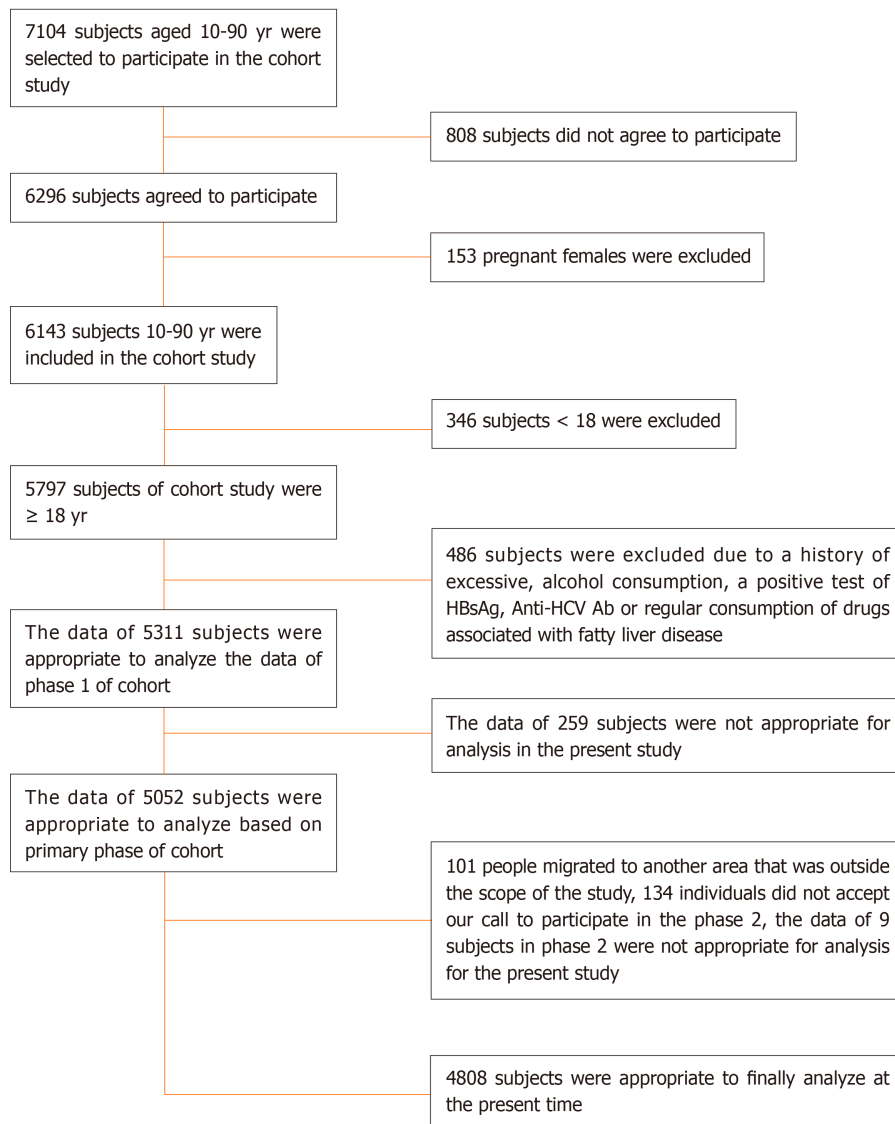 7104 subjects aged 10-90 yr were
selected to participate in the cohort
study
808 subjects did not agree to participate
6296 subjects agreed to participate
153 pregnant females were excluded
6143 subjects 10-90 yr were
included in the cohort study
346 subjects < 18 were excluded
5797 subjects of cohort study were
≥ 18 yr
486 subjects were excluded due to a history of
excessive, alcohol consumption, a positive test of
HBsAg, Anti-HCV Ab or regular consumption of drugs
associated with fatty liver disease
The data of 5311 subjects were
appropriate to analyze the data of
phase 1 of cohort
The data of 259 subjects were not appropriate for
analysis in the present study
The data of 5052 subjects were
appropriate to analyze based on
primary phase of cohort
101 people migrated to another area that was outside
the scope of the study, 134 individuals did not accept
our call to participate in the phase 2, the data of 9
subjects in phase 2 were not appropriate for analysis
for the present study
4808 subjects were appropriate to finally analyze at
the present time